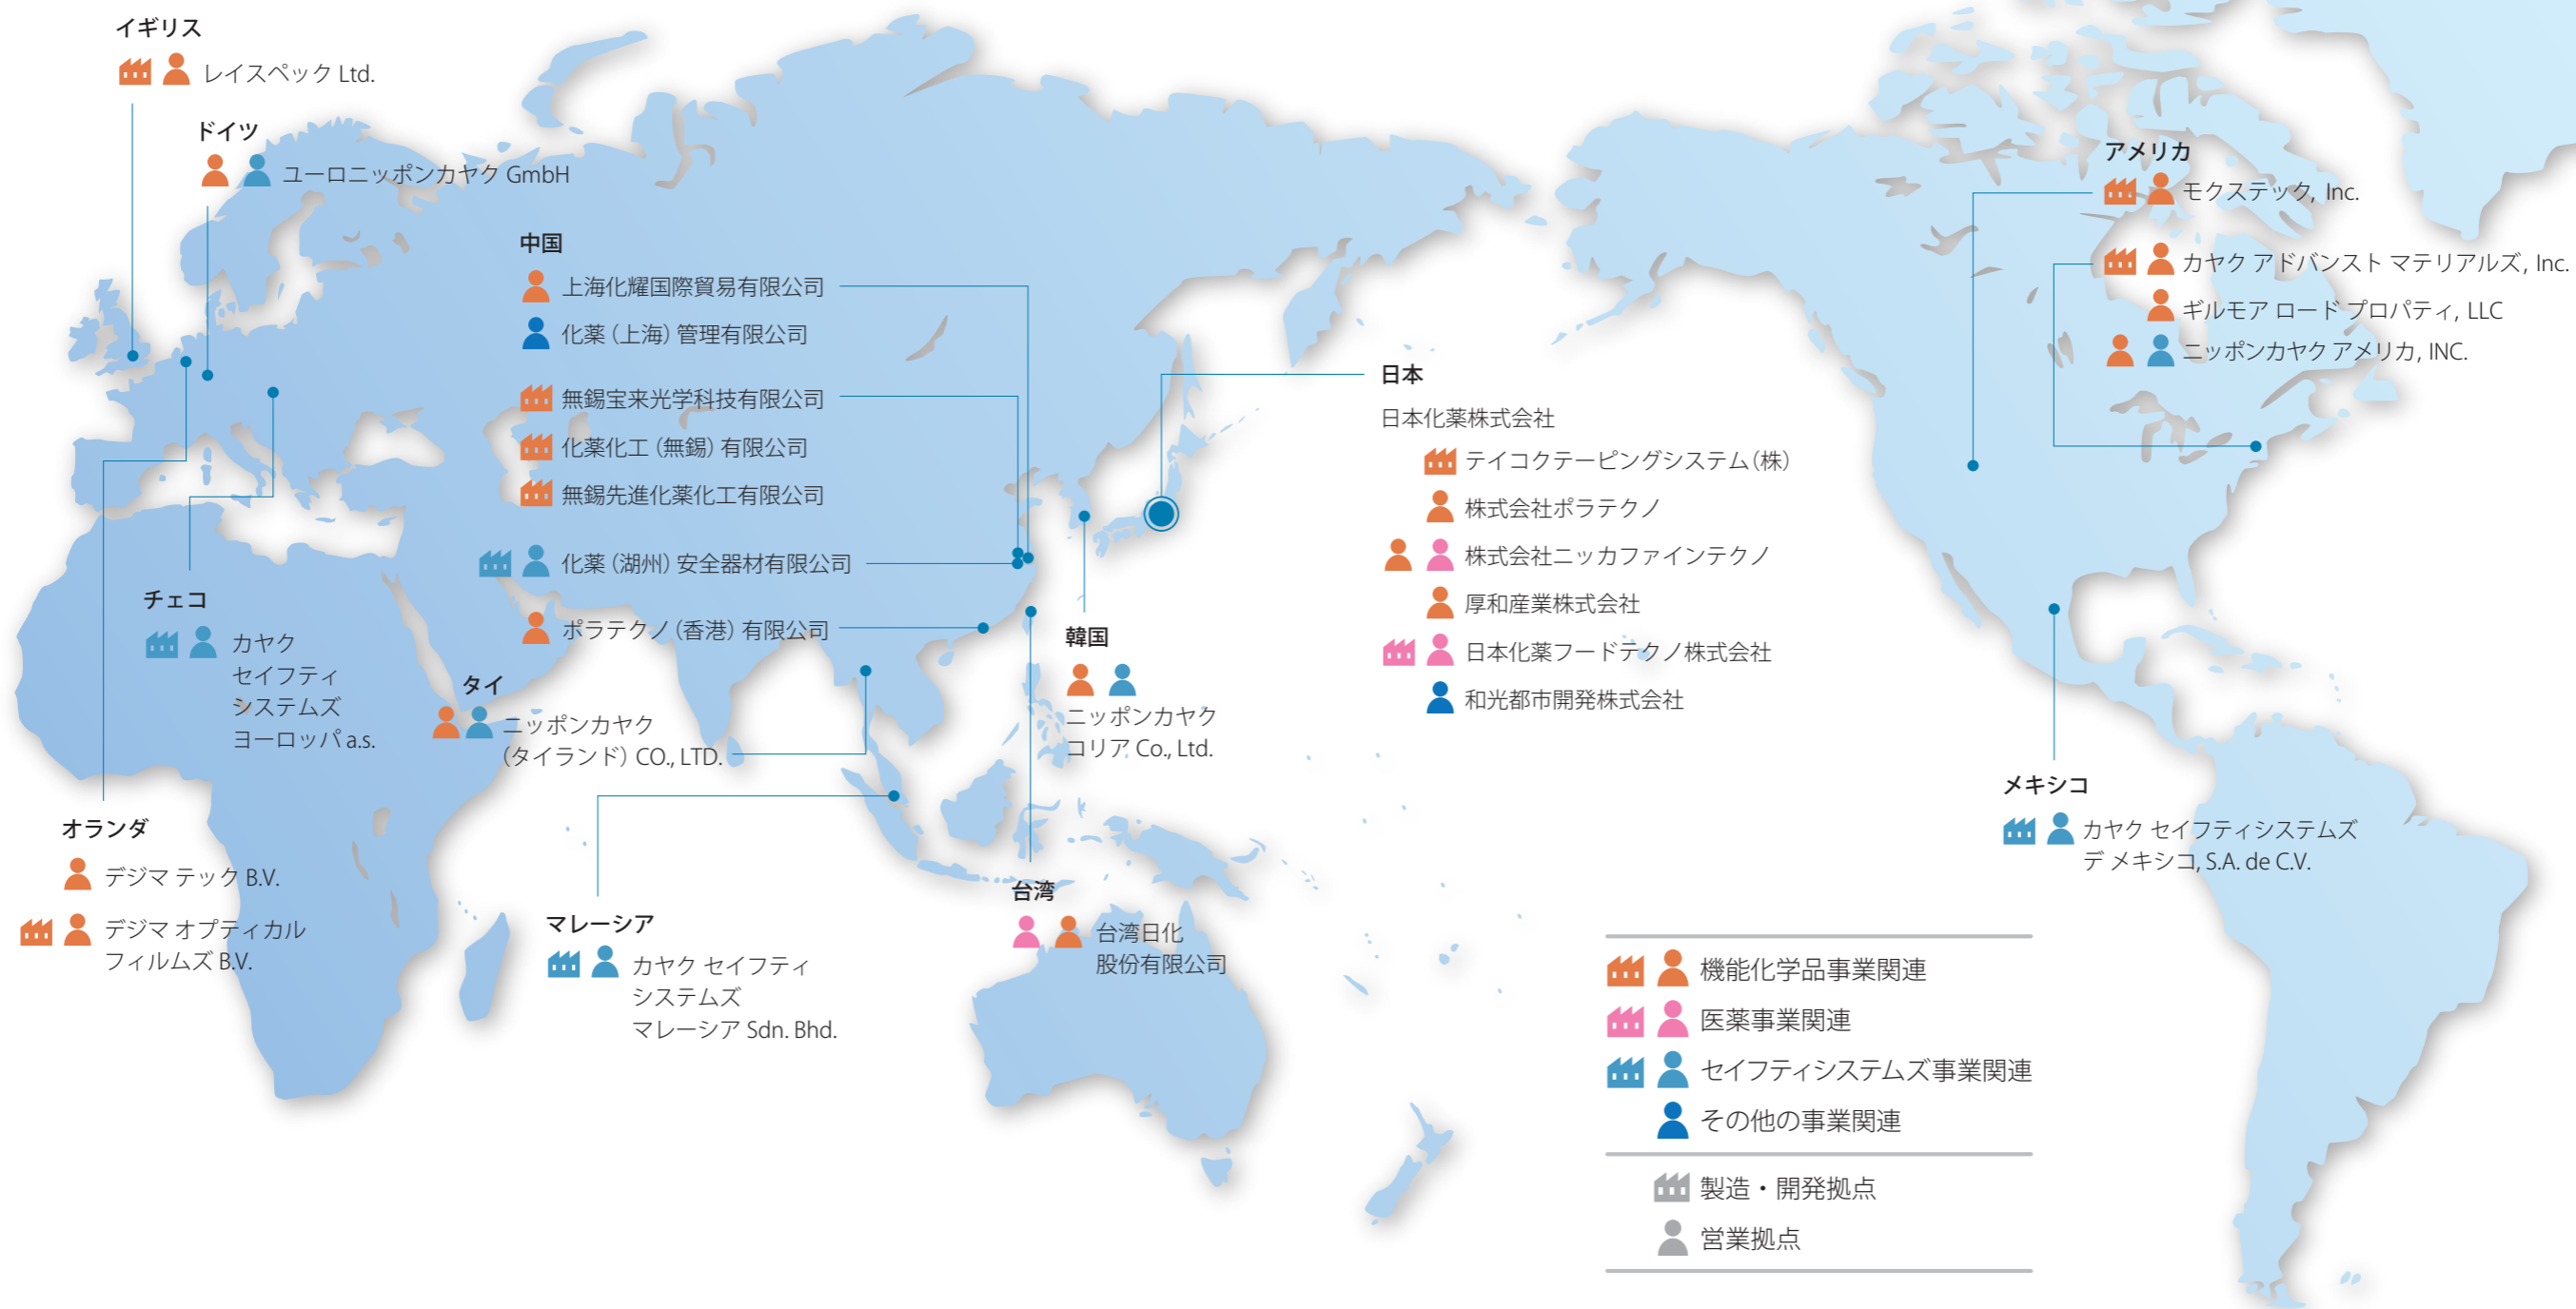 イギリス
レイスペック Ltd.
ドイツ
ユーロニッポンカヤク GmbH
中国
上海化耀国際貿易有限公司
化薬（上海）管理有限公司
無錫宝来光学科技有限公司
化薬化工（無錫）有限公司
無錫先進化薬化工有限公司
化薬（湖州）安全器材有限公司
ポラテクノ（香港）有限公司
チェコ
カヤク
セイフティ
システムズ
ヨーロッパ a.s.
タイ
ニッポンカヤク
（タイランド）CO., LTD.
オランダ
デジマ テック B.V.
デジマ オプティカル
フィルムズ B.V.
マレーシア
カヤク セイフティ
システムズ
マレーシア Sdn. Bhd.
韓国
ニッポンカヤク
コリア Co., Ltd.
台湾
台湾日化
股份有限公司
日本
日本化薬株式会社
テイコクテーピングシステム（株）
株式会社ポラテクノ
株式会社ニッカファインテクノ
厚和産業株式会社
日本化薬フードテクノ株式会社
和光都市開発株式会社
アメリカ
モクステック, Inc.
カヤク アドバンスト マテリアルズ, Inc.
ギルモア ロード プロパティ, LLC
ニッポンカヤク アメリカ, INC.
メキシコ
カヤク セイフティシステムズ
デ メキシコ, S.A. de C.V.
機能化学品事業関連
医薬事業関連
セイフティシステムズ事業関連
その他の事業関連
製造・開発拠点
営業拠点